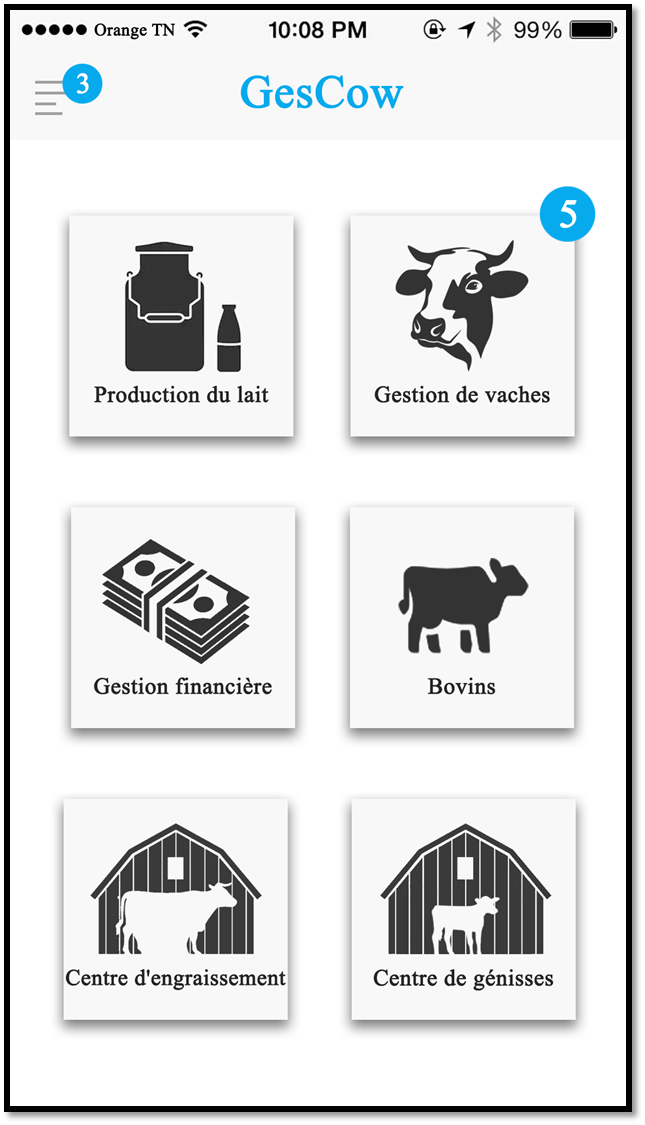 Orange TN 10:08 PM 99%
3
GesCow
5
Production du lait
Gestion de vaches
Gestion financière
Bovins
Centre d'engraissement
Centre de génisses